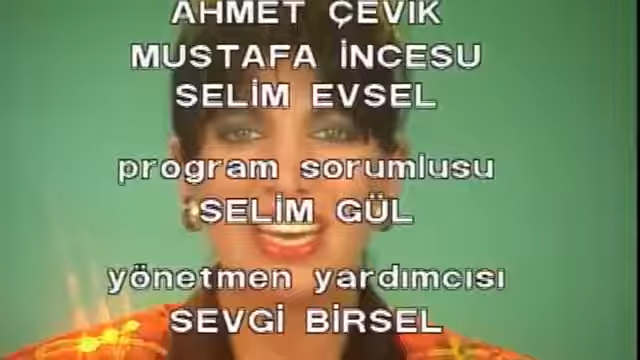 AHMET ÇEVİK
MUSTAFA İNCESU
SELİM EVSEL
program sorumlusu
SELİM GÜL
yönetmen yardımcısı
SEVGİ BİRSEL